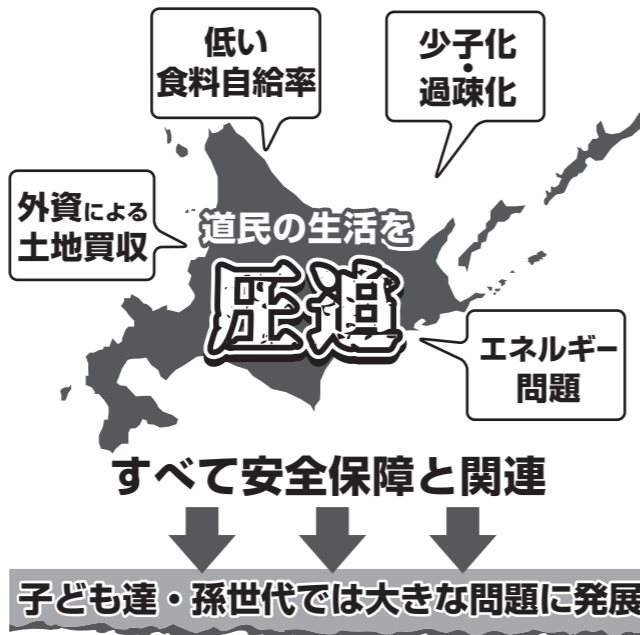 低い
食料自給率
少子化
・
過疎化
外資による
土地買収
道民の生活を
圧迫
エネルギー
問題
すべて安全保障と関連
子ども達・孫世代では大きな問題に発展